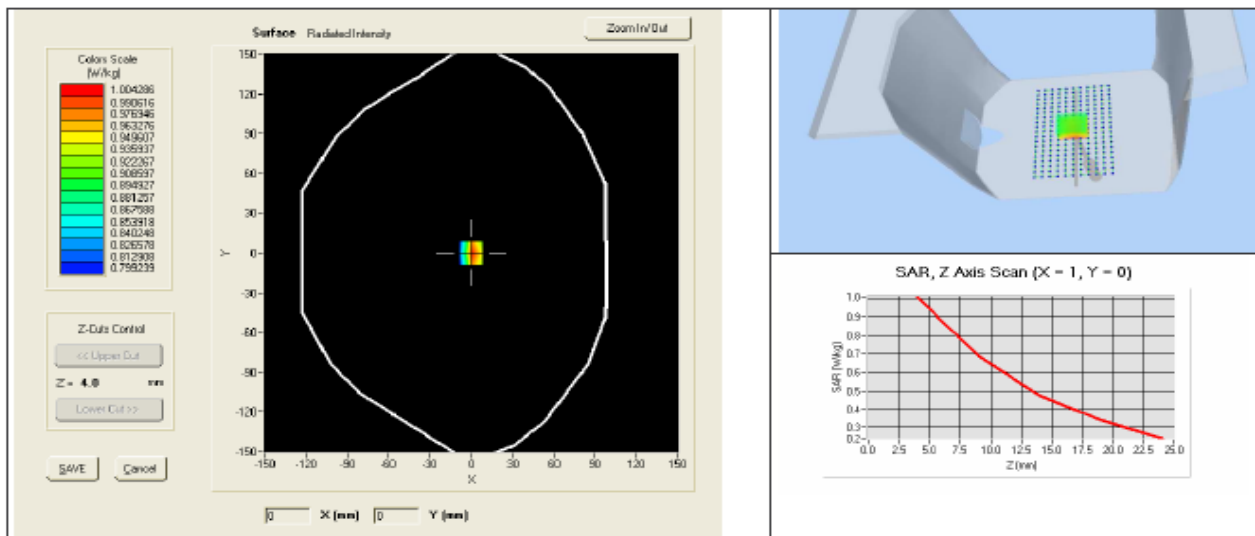 Surface Radiated Intensity
Zoom In/Out
Colors Scale
(W/kg)
1.004286
0.990616
0.976946
0.963276
0.949607
0.935937
0.922267
0.908597
0.894927
0.881257
0.867588
0.853918
0.840248
0.826578
0.812908
0.799239
Z-Cuts Control
<< Upper Cut
Z = 4.0 mm
Lower Cut >>
SAVE Cancel
150
120
90
60
30
Y 0
-30
-60
-90
-120
-150
-150 -120 -90 -60 -30 0 30 60 90 120 150
X
0 X (mm) 0 Y (mm)
SAR, Z Axis Scan (X = 1, Y = 0)
SAR (W/kg)
1.0
0.9
0.8
0.7
0.6
0.5
0.4
0.3
0.2
0.0 2.5 5.0 7.5 10.0 12.5 15.0 17.5 20.0 22.5 25.0
Z (mm)